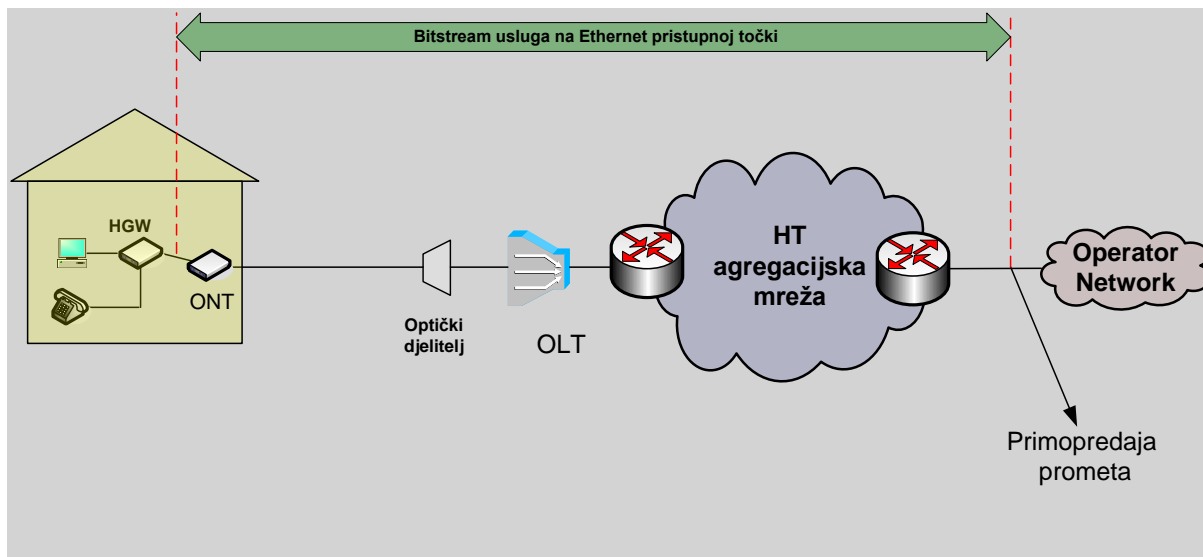 Bitstream usluga na Ethernet pristupnoj točki
HGW
ONT
Optički
djelitelj
OLT
HT
agregacijska
mreža
Operator
Network
Primopredaja
prometa